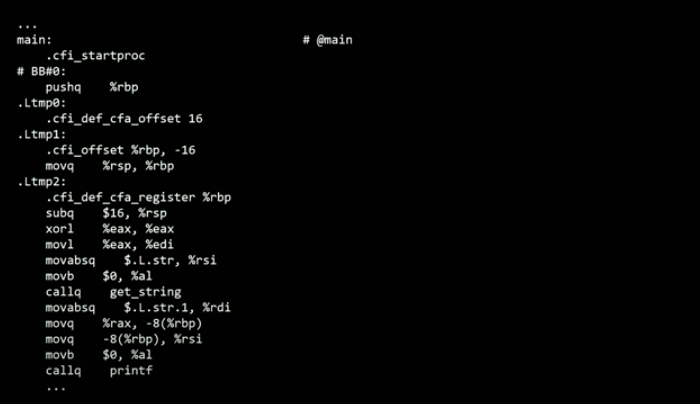 ...
main:                                   # @main
    .cfi_startproc
# BB#0:
    pushq    %rbp
.Ltmp0:
    .cfi_def_cfa_offset 16
.Ltmp1:
    .cfi_offset %rbp, -16
    movq    %rsp, %rbp
.Ltmp2:
    .cfi_def_cfa_register %rbp
    subq    $16, %rsp
    xorl    %eax, %eax
    movl    %eax, %edi
    movabsq    $.L.str, %rsi
    movb    $0, %al
    callq    get_string
    movabsq    $.L.str.1, %rdi
    movq    %rax, -8(%rbp)
    movq    -8(%rbp), %rsi
    movb    $0, %al
    callq    printf
    ...